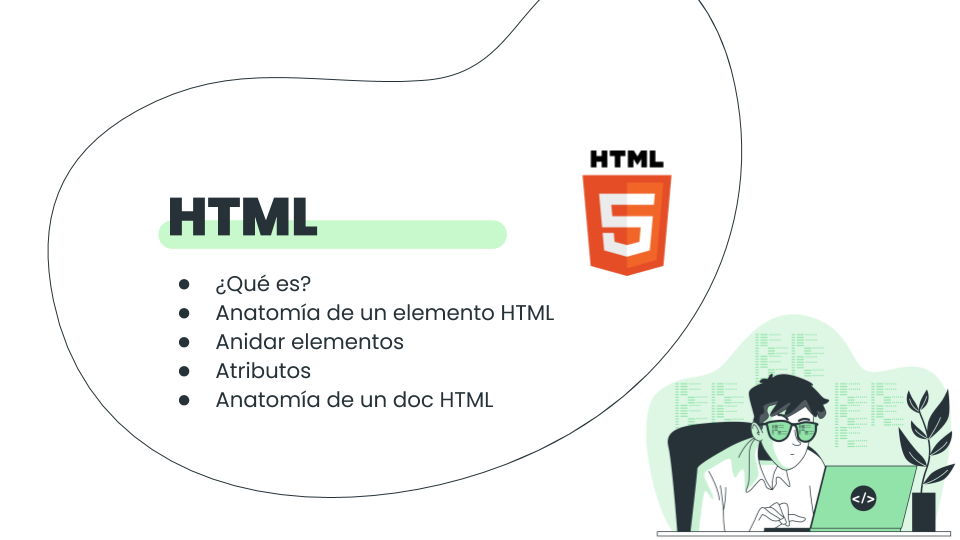 HTML
HTML
5
● ¿Qué es?
● Anatomía de un elemento HTML
● Anidar elementos
● Atributos
● Anatomía de un doc HTML
</>